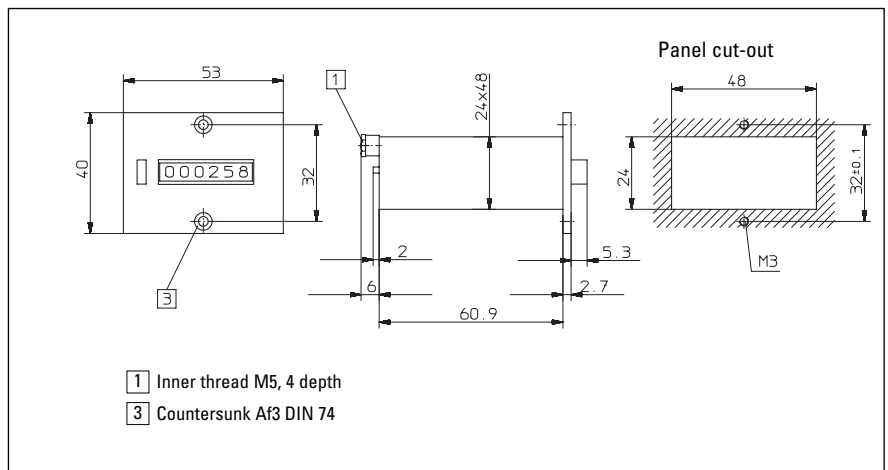 Panel cut-out
53
1
24x48
48
40
000258
32
24
32±0.1
2
5.3
M3
3
6
2.7
60.9
1 Inner thread M5, 4 depth
3 Countersunk Af3 DIN 74